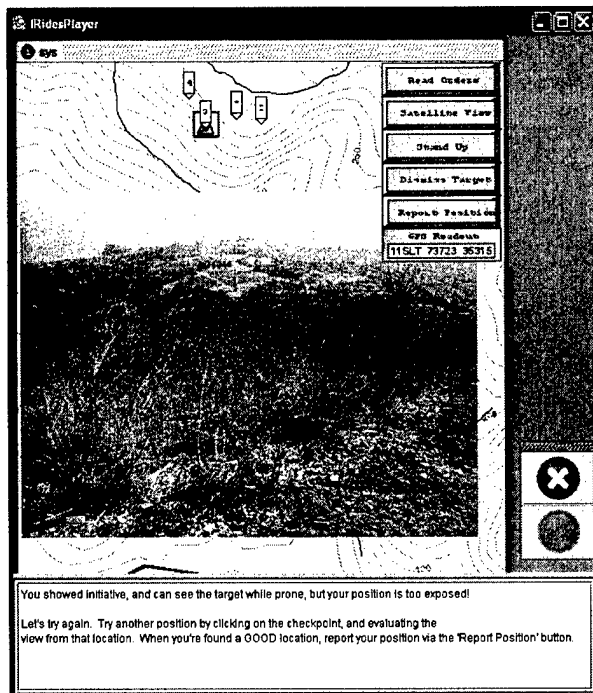 IRidesPlayer
sys
Read Orders
Satelline View
Stand Up
Dismiss Target
Report Position
GPS Readout
11SLT 73723 35315
You showed initiative, and can see the target while prone, but your position is too exposed!
Let's try again. Try another position by clicking on the checkpoint, and evaluating the
view from that location. When you're found a GOOD location, report your position via the 'Report Position' button.